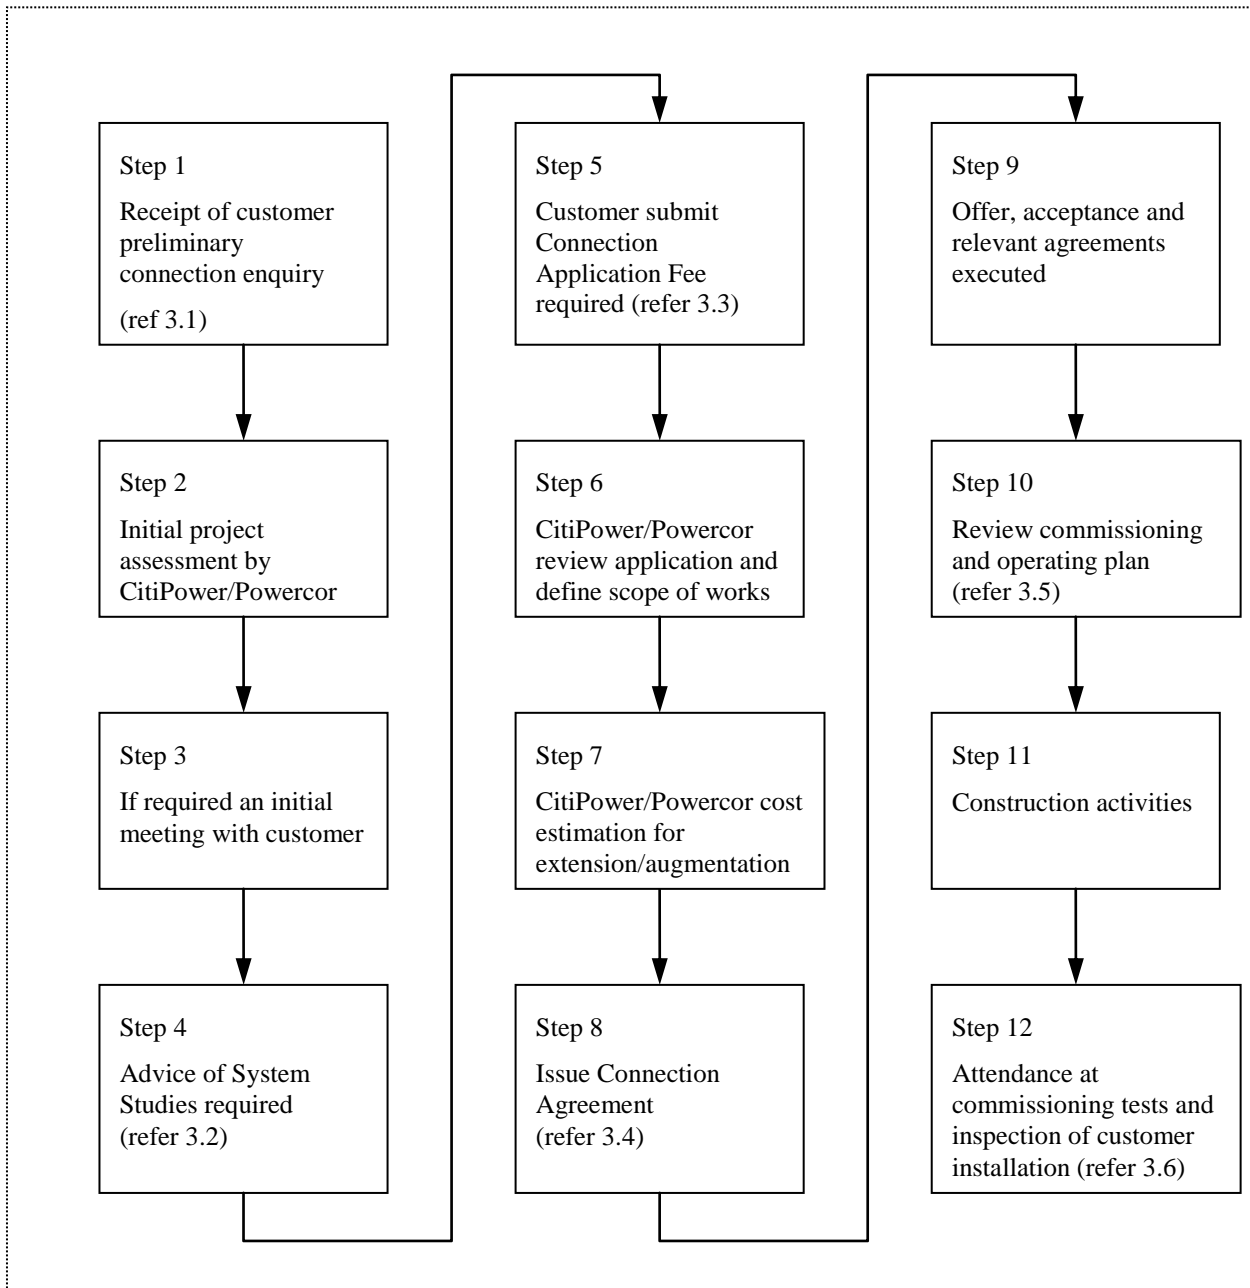 Step 1
Receipt of customer
preliminary
connection enquiry
(ref 3.1)
Step 2
Initial project
assessment by
CitiPower/Powercor
Step 3
If required an initial
meeting with customer
Step 4
Advice of System
Studies required
(refer 3.2)
Step 5
Customer submit
Connection
Application Fee
required (refer 3.3)
Step 6
CitiPower/Powercor
review application and
define scope of works
Step 7
CitiPower/Powercor cost
estimation for
extension/augmentation
Step 8
Issue Connection
Agreement
(refer 3.4)
Step 9
Offer, acceptance and
relevant agreements
executed
Step 10
Review commissioning
and operating plan
(refer 3.5)
Step 11
Construction activities
Step 12
Attendance at
commissioning tests and
inspection of customer
installation (refer 3.6)